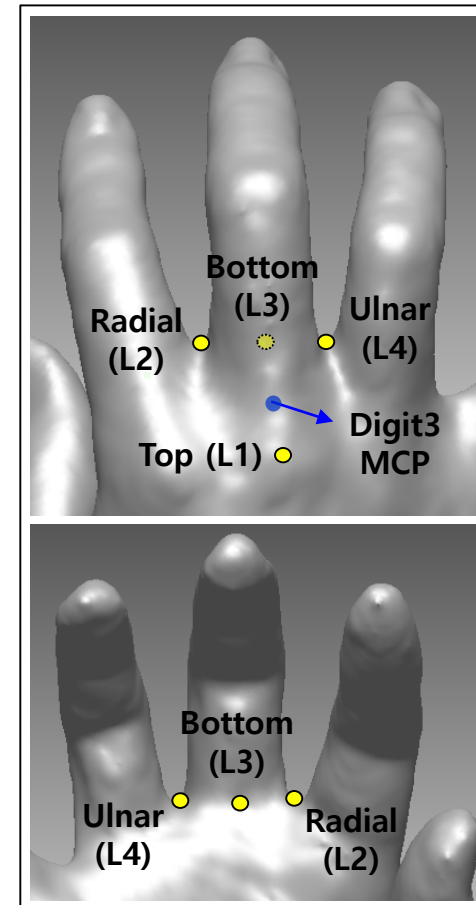 Bottom
(L3)
Radial
(L2)
Ulnar
(L4)
Top (L1)
Digit3
MCP
Bottom
(L3)
Ulnar
(L4)
Radial
(L2)